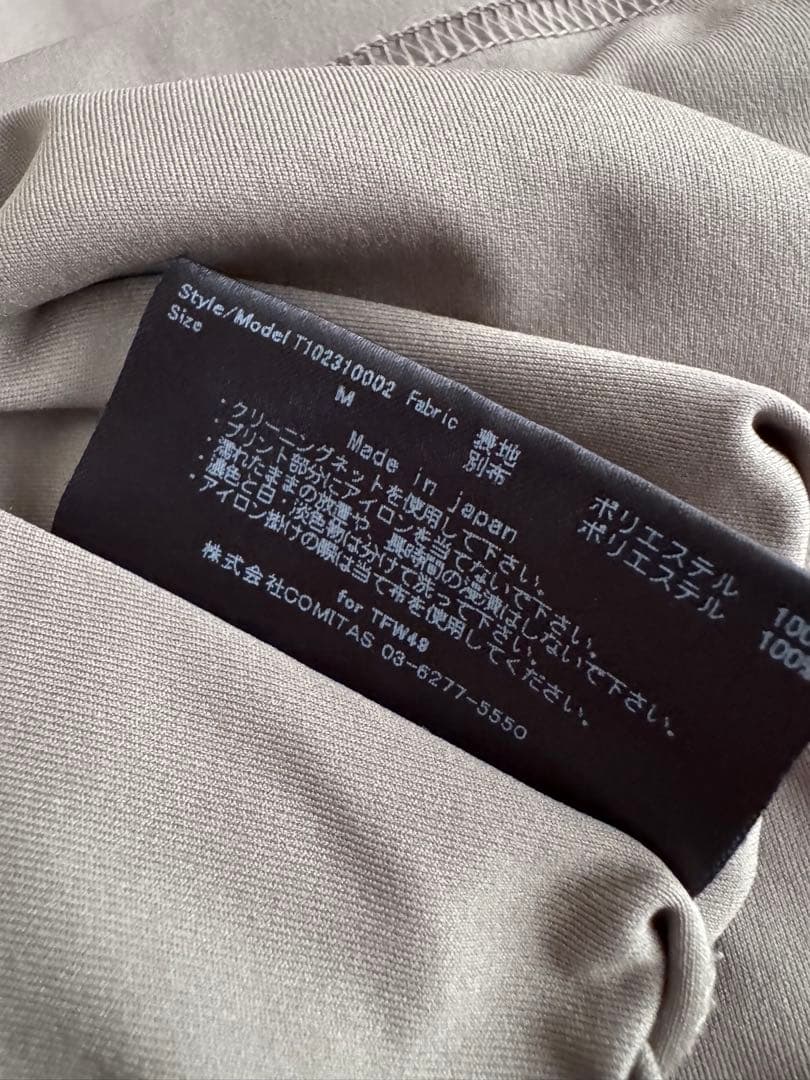 Style/Model T102310002 Fabric 表地 ポリエステル 100%
Size M 別布 ポリエステル 100%
Made in japan
・クリーニングネットを使用して下さい。
・プリント部分にアイロンを当てないで下さい。
・濡れたままの放置や、長時間の浸漬はしないで下さい。
・濃色と白・淡色物は分けて洗って下さい。
・アイロン掛けの際は当て布を使用してください。
for TFW49
株式会社COMITAS 03-6277-5550